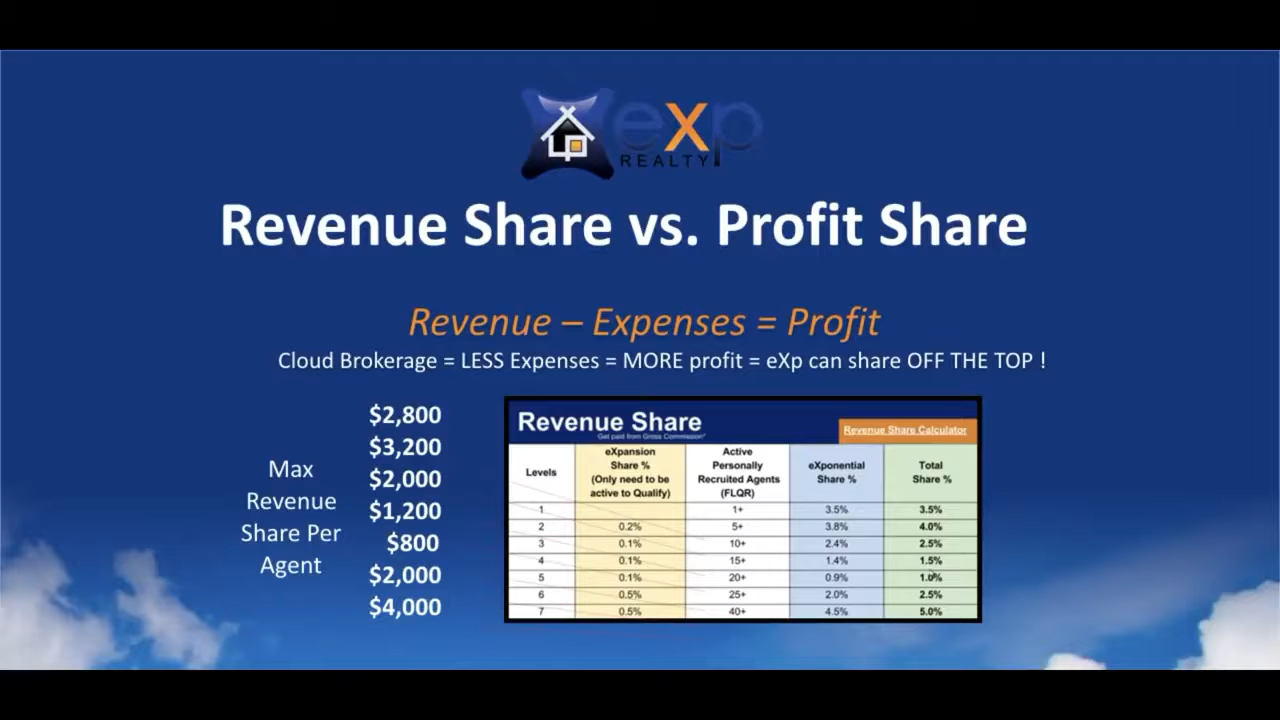 eXp
REALTY
Revenue Share vs. Profit Share
Revenue – Expenses = Profit
Cloud Brokerage = LESS Expenses = MORE profit = eXp can share OFF THE TOP !
Max
Revenue
Share Per
Agent
$2,800
$3,200
$2,000
$1,200
$800
$2,000
$4,000
Revenue Share
Get paid from Gross Commission*
Revenue Share Calculator
Levels
eXpansion
Share %
(Only need to be
active to Qualify)
Active
Personally
Recruited Agents
(FLQR)
eXponential
Share %
Total
Share %
1 1+ 3.5% 3.5%
2 0.2% 5+ 3.8% 4.0%
3 0.1% 10+ 2.4% 2.5%
4 0.1% 15+ 1.4% 1.5%
5 0.1% 20+ 0.9% 1.0%
6 0.5% 25+ 2.0% 2.5%
7 0.5% 40+ 4.5% 5.0%